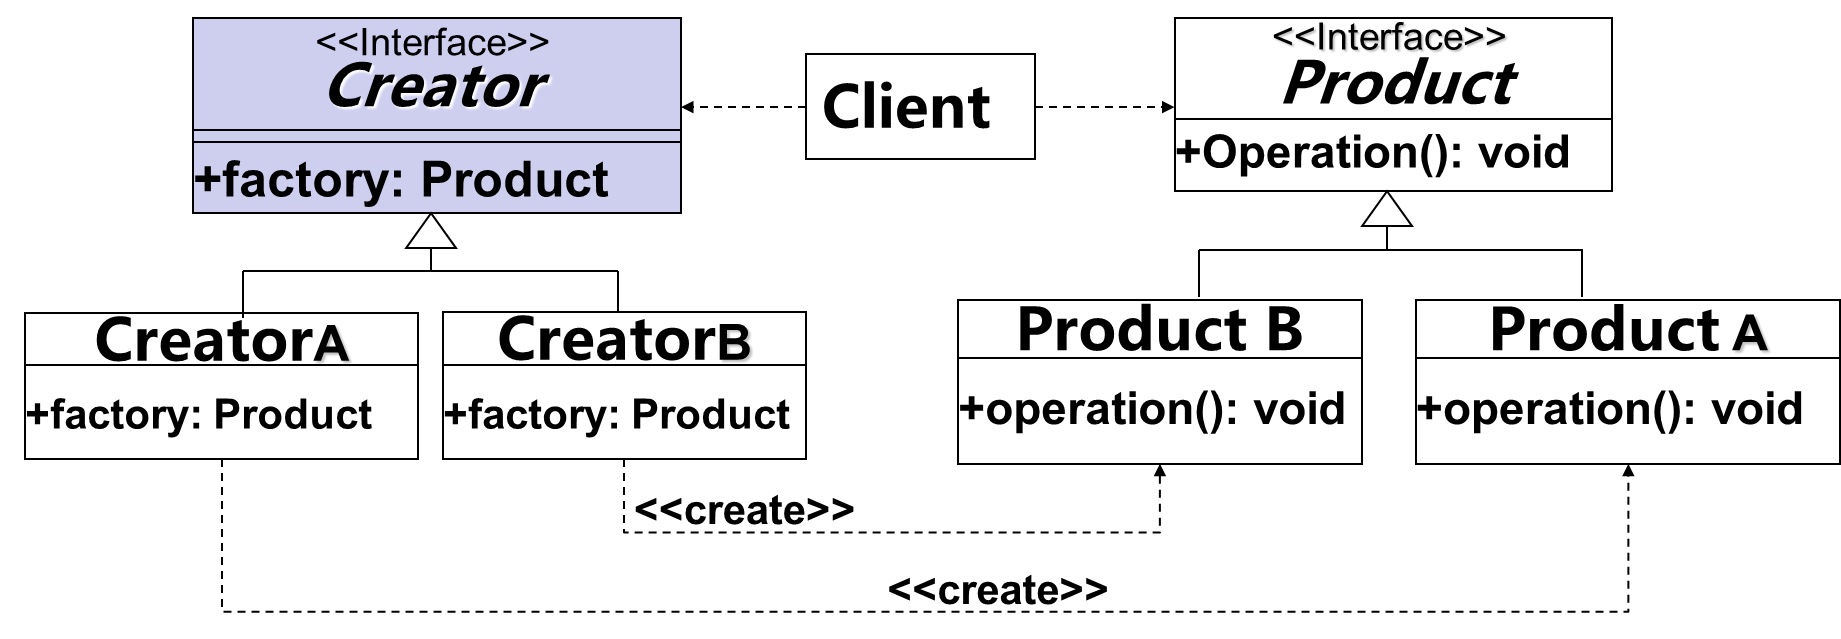 <<Interface>>
Creator
+factory: Product
Client
<<Interface>>
Product
+Operation(): void
CreatorA
+factory: Product
CreatorB
+factory: Product
Product B
+operation(): void
Product A
+operation(): void
<<create>>
<<create>>